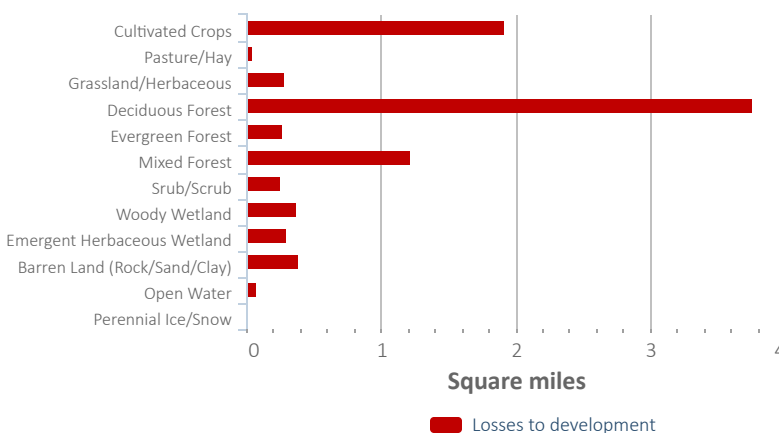 Cultivated Crops
Pasture/Hay
Grassland/Herbaceous
Deciduous Forest
Evergreen Forest
Mixed Forest
Srub/Scrub
Woody Wetland
Emergent Herbaceous Wetland
Barren Land (Rock/Sand/Clay)
Open Water
Perennial Ice/Snow
0 1 2 3 4
Square miles
Losses to development